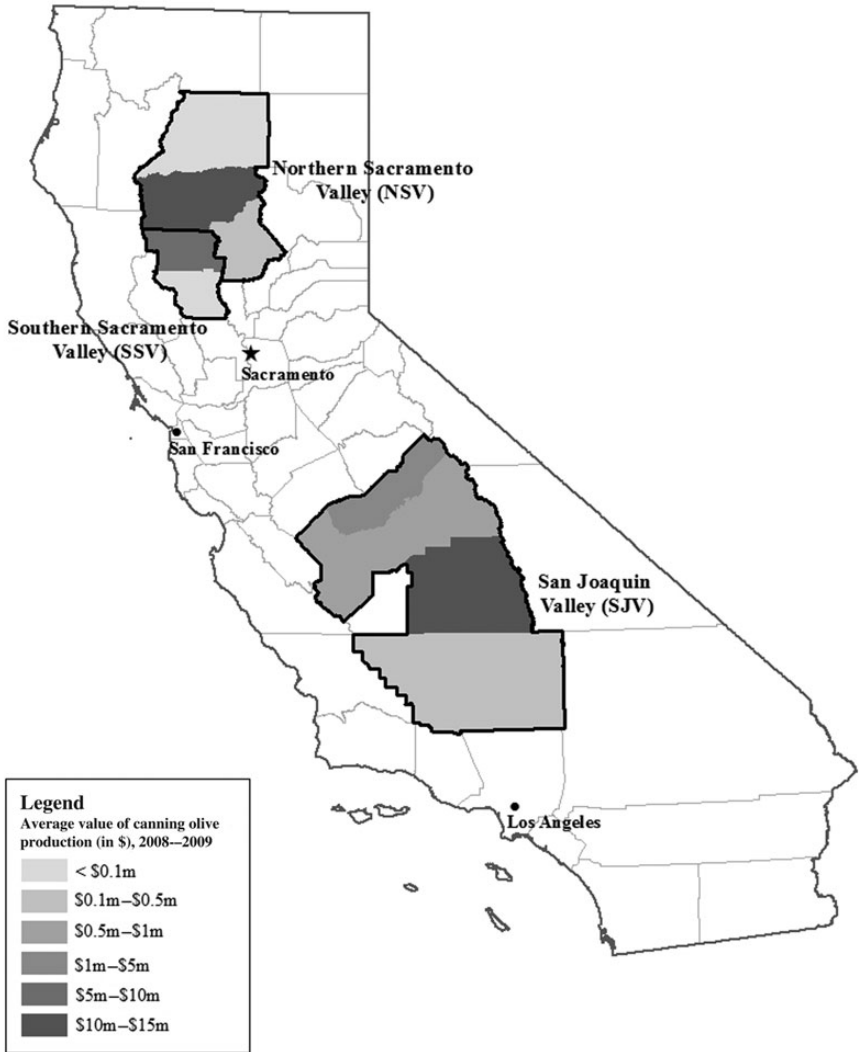 Northern Sacramento
Valley (NSV)
Southern Sacramento
Valley (SSV)
Sacramento
San Francisco
San Joaquin
Valley (SJV)
Los Angeles
Legend
Average value of canning olive
production (in $), 2008-–2009
< $0.1m
$0.1m–$0.5m
$0.5m–$1m
$1m–$5m
$5m–$10m
$10m–$15m